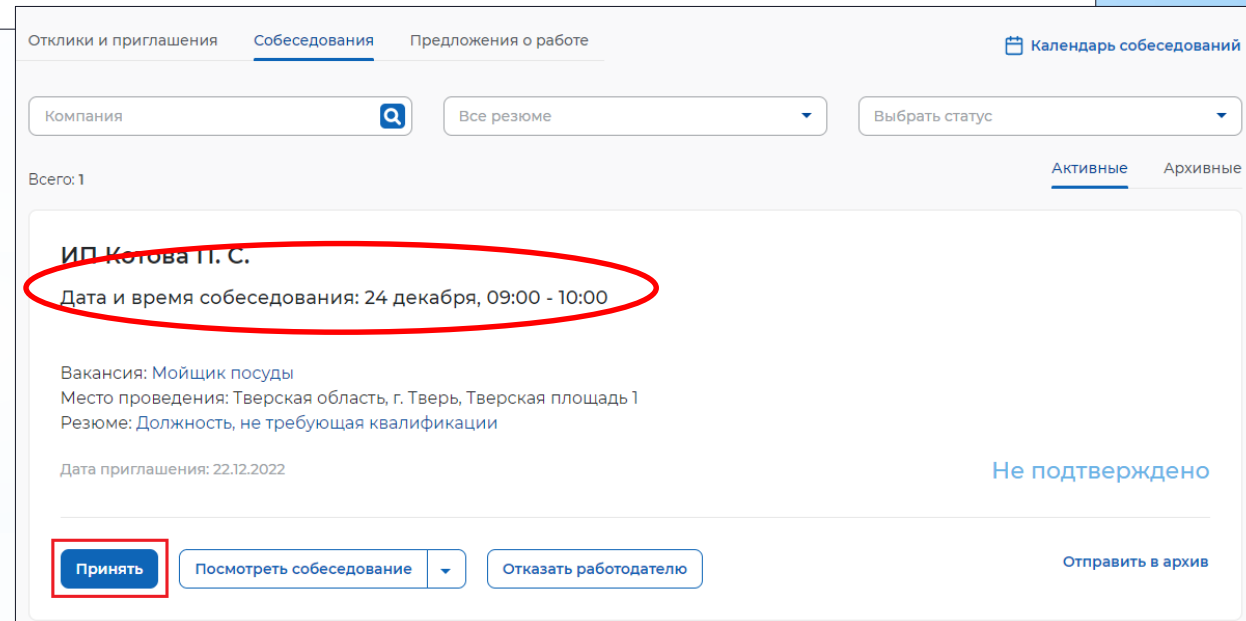 Отклики и приглашения Собеседования Предложения о работе Календарь собеседований
Компания Все резюме Выбрать статус
Всего: 1 Активные Архивные
ИП Котова П. С.
Дата и время собеседования: 24 декабря, 09:00 - 10:00
Вакансия: Мойщик посуды
Место проведения: Тверская область, г. Тверь, Тверская площадь 1
Резюме: Должность, не требующая квалификации
Дата приглашения: 22.12.2022 Не подтверждено
Принять Посмотреть собеседование Отказать работодателю Отправить в архив